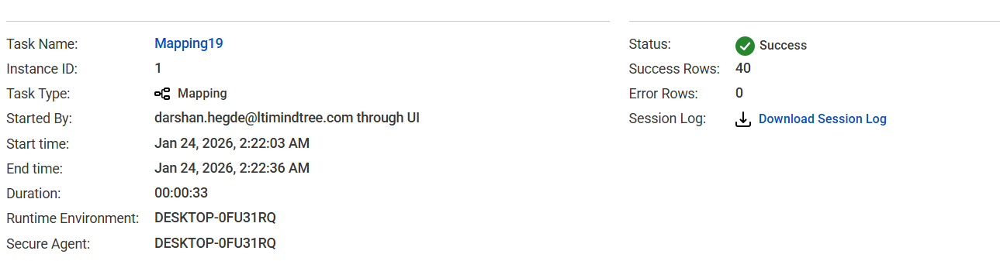 Task Name: Mapping19
Instance ID: 1
Task Type: Mapping
Started By: darshan.hegde@ltimindtree.com through UI
Start time: Jan 24, 2026, 2:22:03 AM
End time: Jan 24, 2026, 2:22:36 AM
Duration: 00:00:33
Runtime Environment: DESKTOP-0FU31RQ
Secure Agent: DESKTOP-0FU31RQ
Status: Success
Success Rows: 40
Error Rows: 0
Session Log: Download Session Log